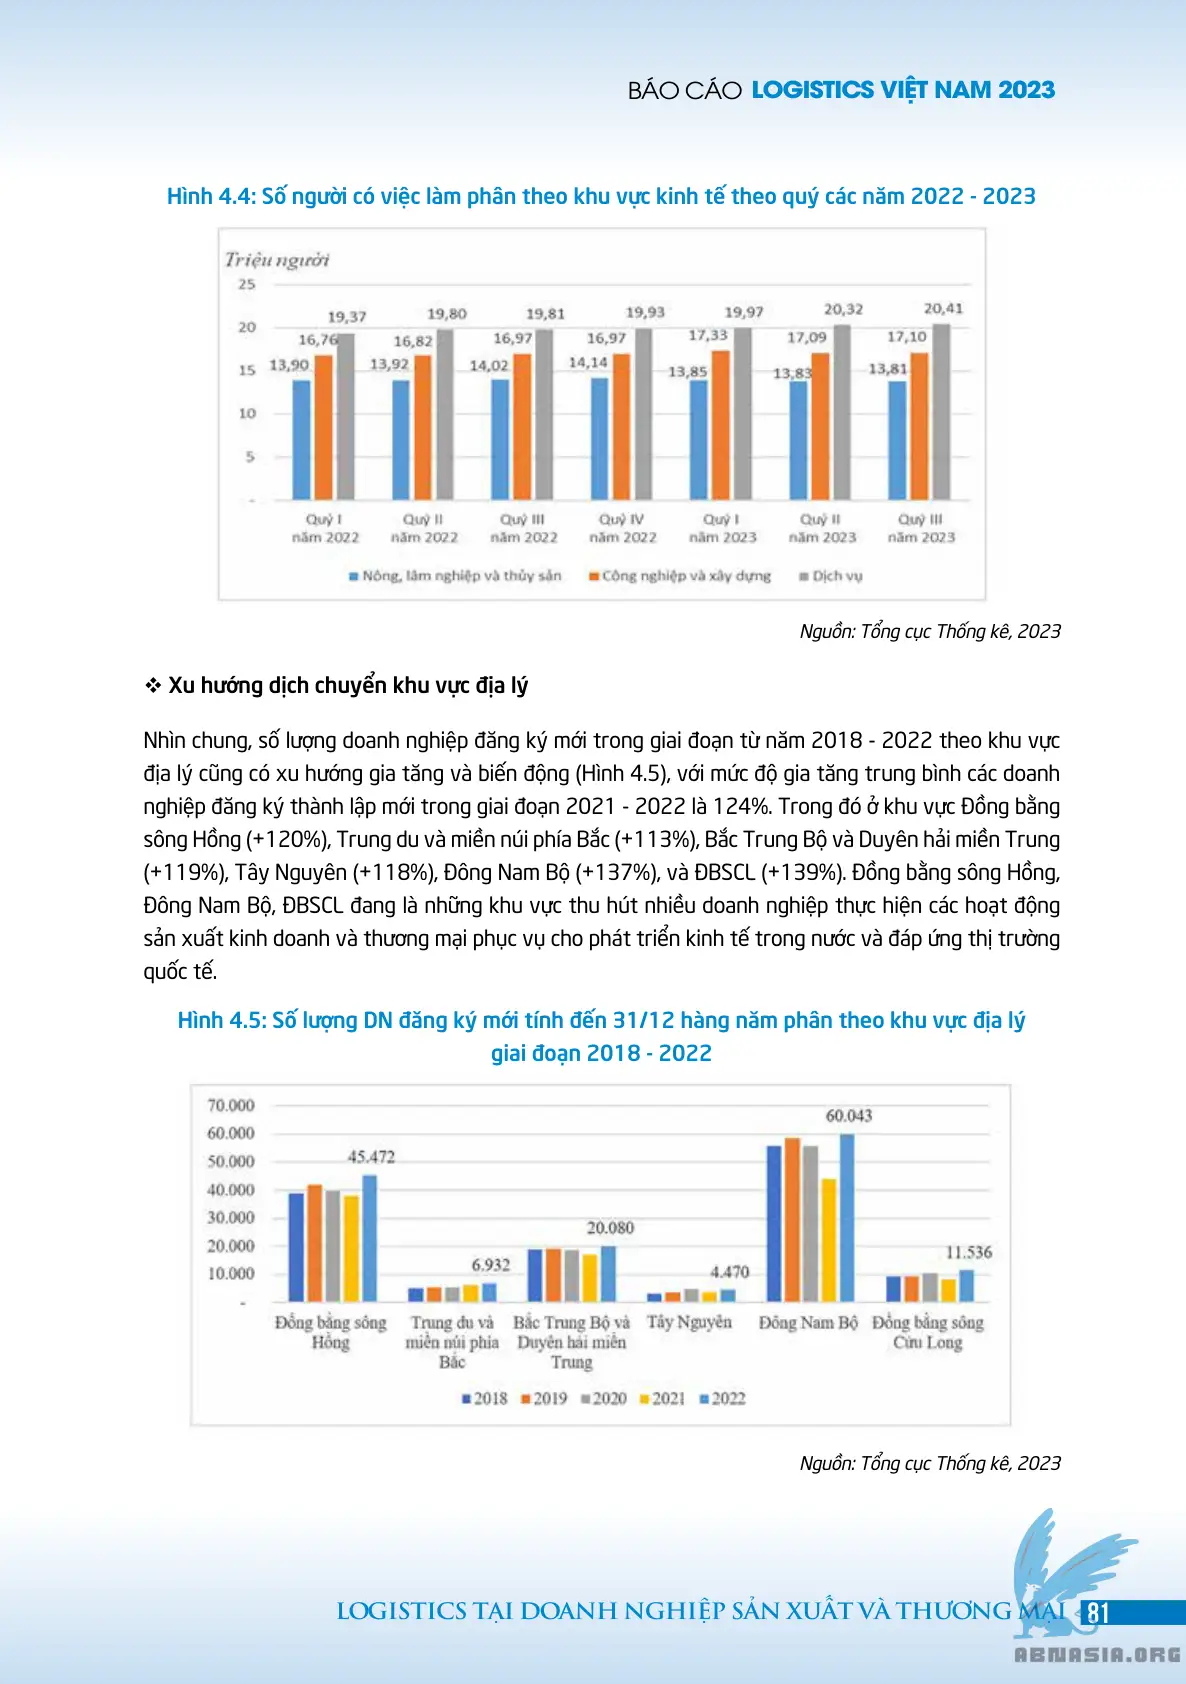 BÁO CÁO LOGISTICS VIỆT NAM 2023
Hình 4.4: Số người có việc làm phân theo khu vực kinh tế theo quý các năm 2022 - 2023
Triệu người
25
20
15
10
5
-
19,37 19,80 19,81 19,93 19,97 20,32 20,41
16,76 16,82 16,97 16,97 17,33 17,09 17,10
13,90 13,92 14,02 14,14 13,85 13,83 13,81
Quý I năm 2022
Quý II năm 2022
Quý III năm 2022
Quý IV năm 2022
Quý I năm 2023
Quý II năm 2023
Quý III năm 2023
Nông, lâm nghiệp và thủy sản Công nghiệp và xây dựng Dịch vụ
Nguồn: Tổng cục Thống kê, 2023
❖ Xu hướng dịch chuyển khu vực địa lý
Nhìn chung, số lượng doanh nghiệp đăng ký mới trong giai đoạn từ năm 2018 - 2022 theo khu vực
địa lý cũng có xu hướng gia tăng và biến động (Hình 4.5), với mức độ gia tăng trung bình các doanh
nghiệp đăng ký thành lập mới trong giai đoạn 2021 - 2022 là 124%. Trong đó ở khu vực Đồng bằng
sông Hồng (+120%), Trung du và miền núi phía Bắc (+113%), Bắc Trung Bộ và Duyên hải miền Trung
(+119%), Tây Nguyên (+118%), Đông Nam Bộ (+137%), và ĐBSCL (+139%). Đồng bằng sông Hồng,
Đông Nam Bộ, ĐBSCL đang là những khu vực thu hút nhiều doanh nghiệp thực hiện các hoạt động
sản xuất kinh doanh và thương mại phục vụ cho phát triển kinh tế trong nước và đáp ứng thị trường
quốc tế.
Hình 4.5: Số lượng DN đăng ký mới tính đến 31/12 hàng năm phân theo khu vực địa lý
giai đoạn 2018 - 2022
70.000
60.000
50.000
40.000
30.000
20.000
10.000
-
45.472
6.932
20.080
4.470
60.043
11.536
Đồng bằng sông Hồng
Trung du và miền núi phía Bắc
Bắc Trung Bộ và Duyên hải miền Trung
Tây Nguyên
Đông Nam Bộ
Đồng bằng sông Cửu Long
2018 2019 2020 2021 2022
Nguồn: Tổng cục Thống kê, 2023
LOGISTICS TẠI DOANH NGHIỆP SẢN XUẤT VÀ THƯƠNG MẠI 81
ABNASIA.ORG